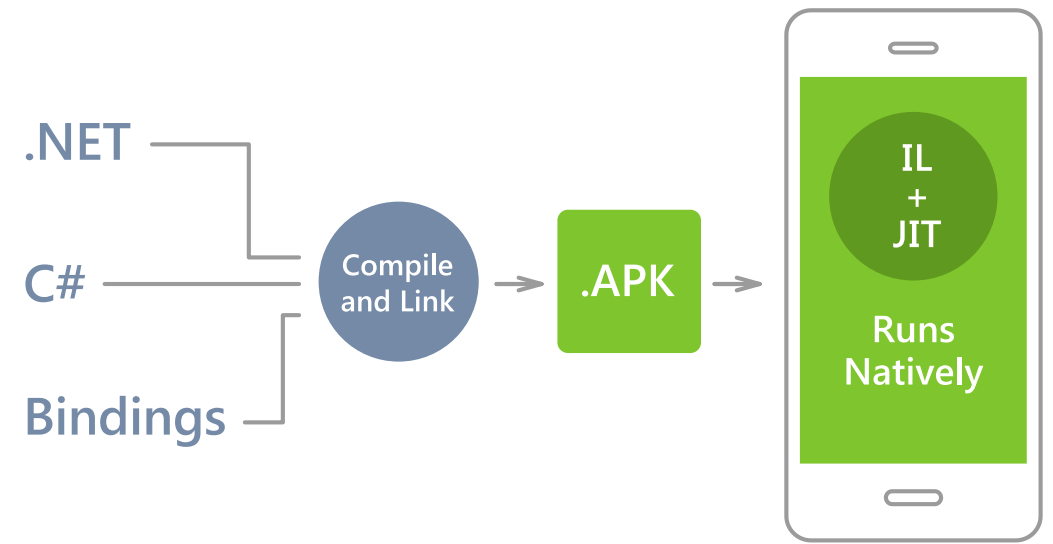 .NET
C#
Bindings
Compile
and Link
.APK
IL
+
JIT
Runs
Natively